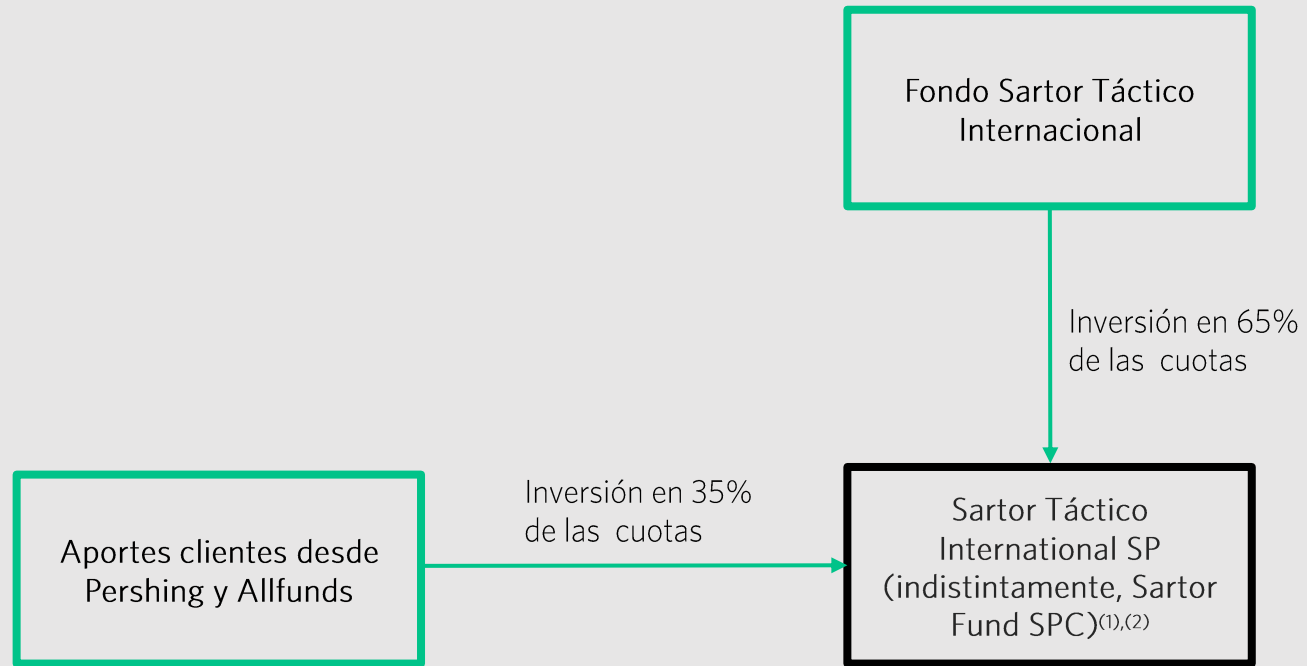 Fondo Sartor Táctico
Internacional
Inversión en 65%
de las cuotas
Inversión en 35%
de las cuotas
Aportes clientes desde
Pershing y Allfunds
Sartor Táctico
International SP
(indistintamente, Sartor
Fund SPC)(1),(2)